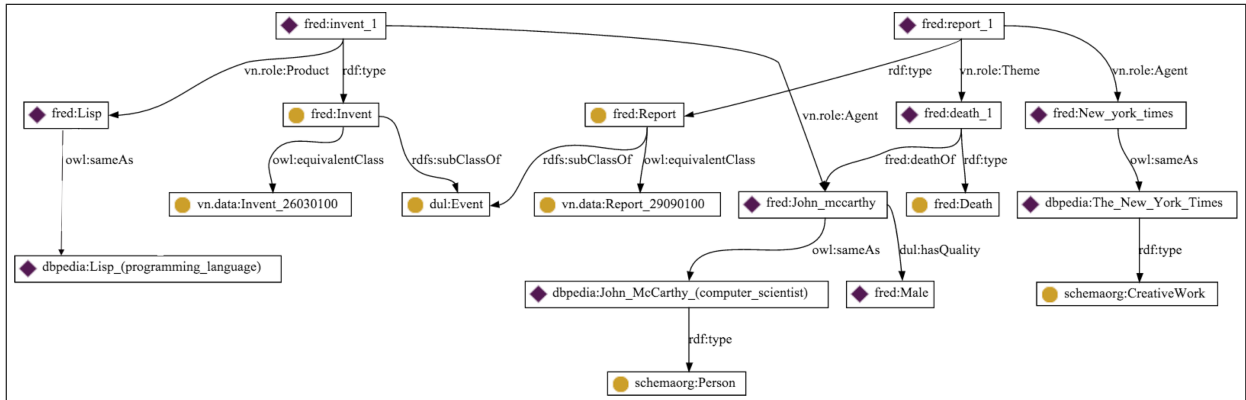 fred:invent_1
fred:report_1
vn.role:Product
rdf:type
rdf:type
vn.role:Theme
vn.role:Agent
fred:Lisp
fred:Invent
fred:Report
vn.role:Agent
fred:death_1
fred:New_york_times
owl:sameAs
owl:equivalentClass
rdfs:subClassOf
rdfs:subClassOf
owl:equivalentClass
fred:deathOf
rdf:type
owl:sameAs
vn.data:Invent_26030100
dul:Event
vn.data:Report_29090100
fred:John_mccarthy
fred:Death
dbpedia:The_New_York_Times
owl:sameAs
dul:hasQuality
rdf:type
dbpedia:Lisp_(programming_language)
dbpedia:John_McCarthy_(computer_scientist)
fred:Male
schemaorg:CreativeWork
rdf:type
schemaorg:Person